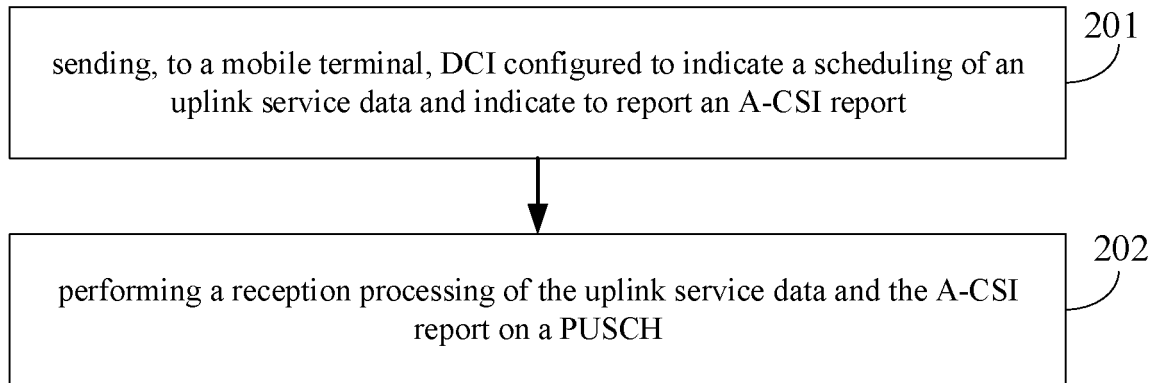 201
sending, to a mobile terminal, DCI configured to indicate a scheduling of an
uplink service data and indicate to report an A-CSI report
202
performing a reception processing of the uplink service data and the A-CSI
report on a PUSCH